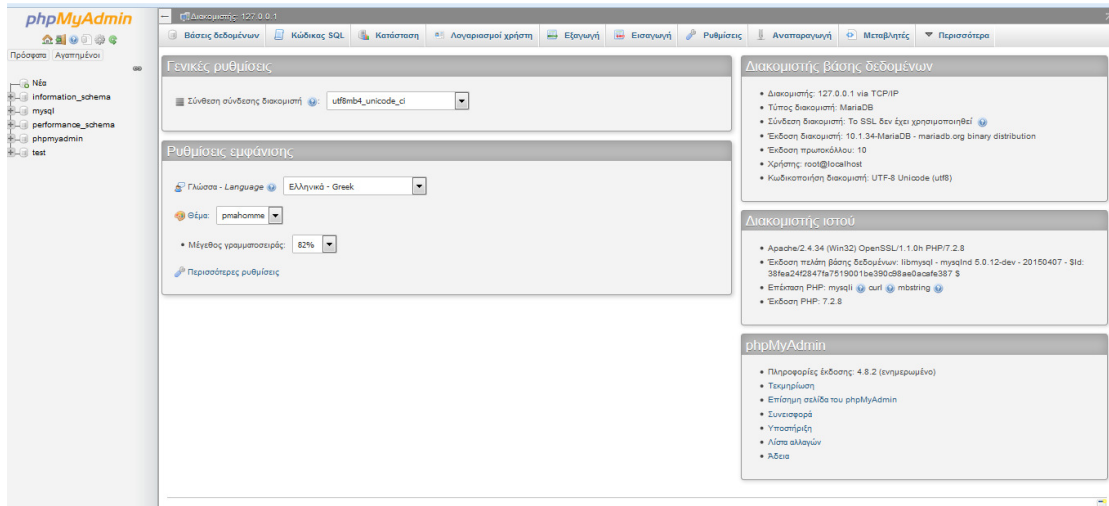 phpMyAdmin
Πρόσφατα Αγαπημένοι
Νέα
information_schema
mysql
performance_schema
phpmyadmin
test
Διακομιστής: 127.0.0.1
Βάσεις δεδομένων Κώδικας SQL Κατάσταση Λογαριασμοί χρήστη Εξαγωγή Εισαγωγή Ρυθμίσεις Αναπαραγωγή Μεταβλητές Περισσότερα
Γενικές ρυθμίσεις
Σύνθεση σύνδεσης διακομιστή : utf8mb4_unicode_ci
Ρυθμίσεις εμφάνισης
Γλώσσα - Language Ελληνικά - Greek
Θέμα: pmahomme
• Μέγεθος γραμματοσειράς: 82%
Περισσότερες ρυθμίσεις
Διακομιστής βάσης δεδομένων
• Διακομιστής: 127.0.0.1 via TCP/IP
• Τύπος διακομιστή: MariaDB
• Σύνδεση διακομιστή: Το SSL δεν έχει χρησιμοποιηθεί
• Έκδοση διακομιστή: 10.1.34-MariaDB - mariadb.org binary distribution
• Έκδοση πρωτοκόλλου: 10
• Χρήστης: root@localhost
• Κωδικοποίηση διακομιστή: UTF-8 Unicode (utf8)
Διακομιστής ιστού
• Apache/2.4.34 (Win32) OpenSSL/1.1.0h PHP/7.2.8
• Έκδοση πελάτη βάσης δεδομένων: libmysql - mysqlnd 5.0.12-dev - 20150407 - $Id:
38fea24f2847fa7519001be390c98ae0acafe387 $
• Επέκταση PHP: mysqli curl mbstring
• Έκδοση PHP: 7.2.8
phpMyAdmin
• Πληροφορίες έκδοσης: 4.8.2 (ενημερωμένο)
• Τεκμηρίωση
• Επίσημη σελίδα του phpMyAdmin
• Συνεισφορά
• Υποστήριξη
• Λίστα αλλαγών
• Άδεια